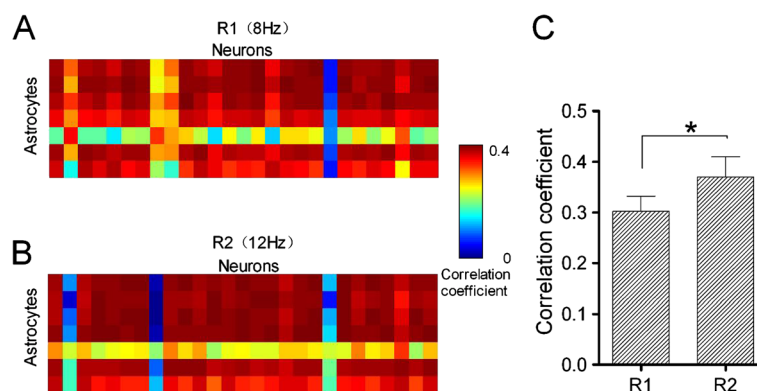 A
R1（8Hz）
Neurons
Astrocytes
0.4
0
Correlation
coefficient
B
R2（12Hz）
Neurons
Astrocytes
C
Correlation coefficient
0.5
0.4
0.3
0.2
0.1
0.0
*
R1
R2